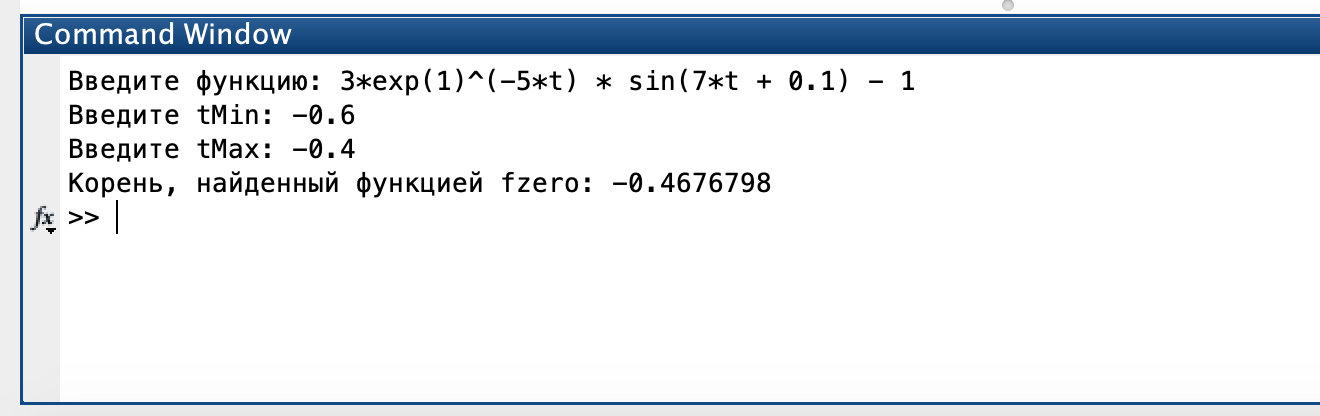 Command Window
Введите функцию: 3*exp(1)^(-5*t) * sin(7*t + 0.1) - 1
Введите tMin: -0.6
Введите tMax: -0.4
Корень, найденный функцией fzero: -0.4676798
fx >>